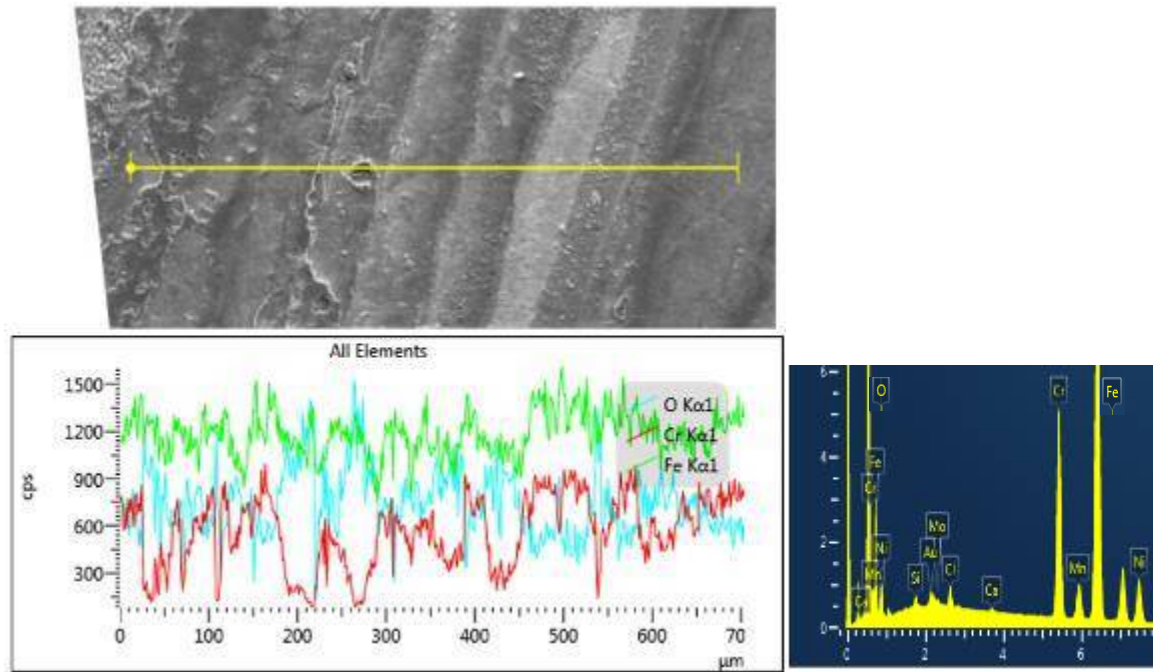 All Elements
cps
1500
1200
900
600
300
O Kα1
Cr Kα1
Fe Kα1
0 100 200 300 400 500 600 70
µm
6
4
2
0
O
Fe
Cr
Ni
Mn
Ca
Si
Au
Mo
Cl
Ca
Cr
Mn
Fe
Ni
0 2 4 6